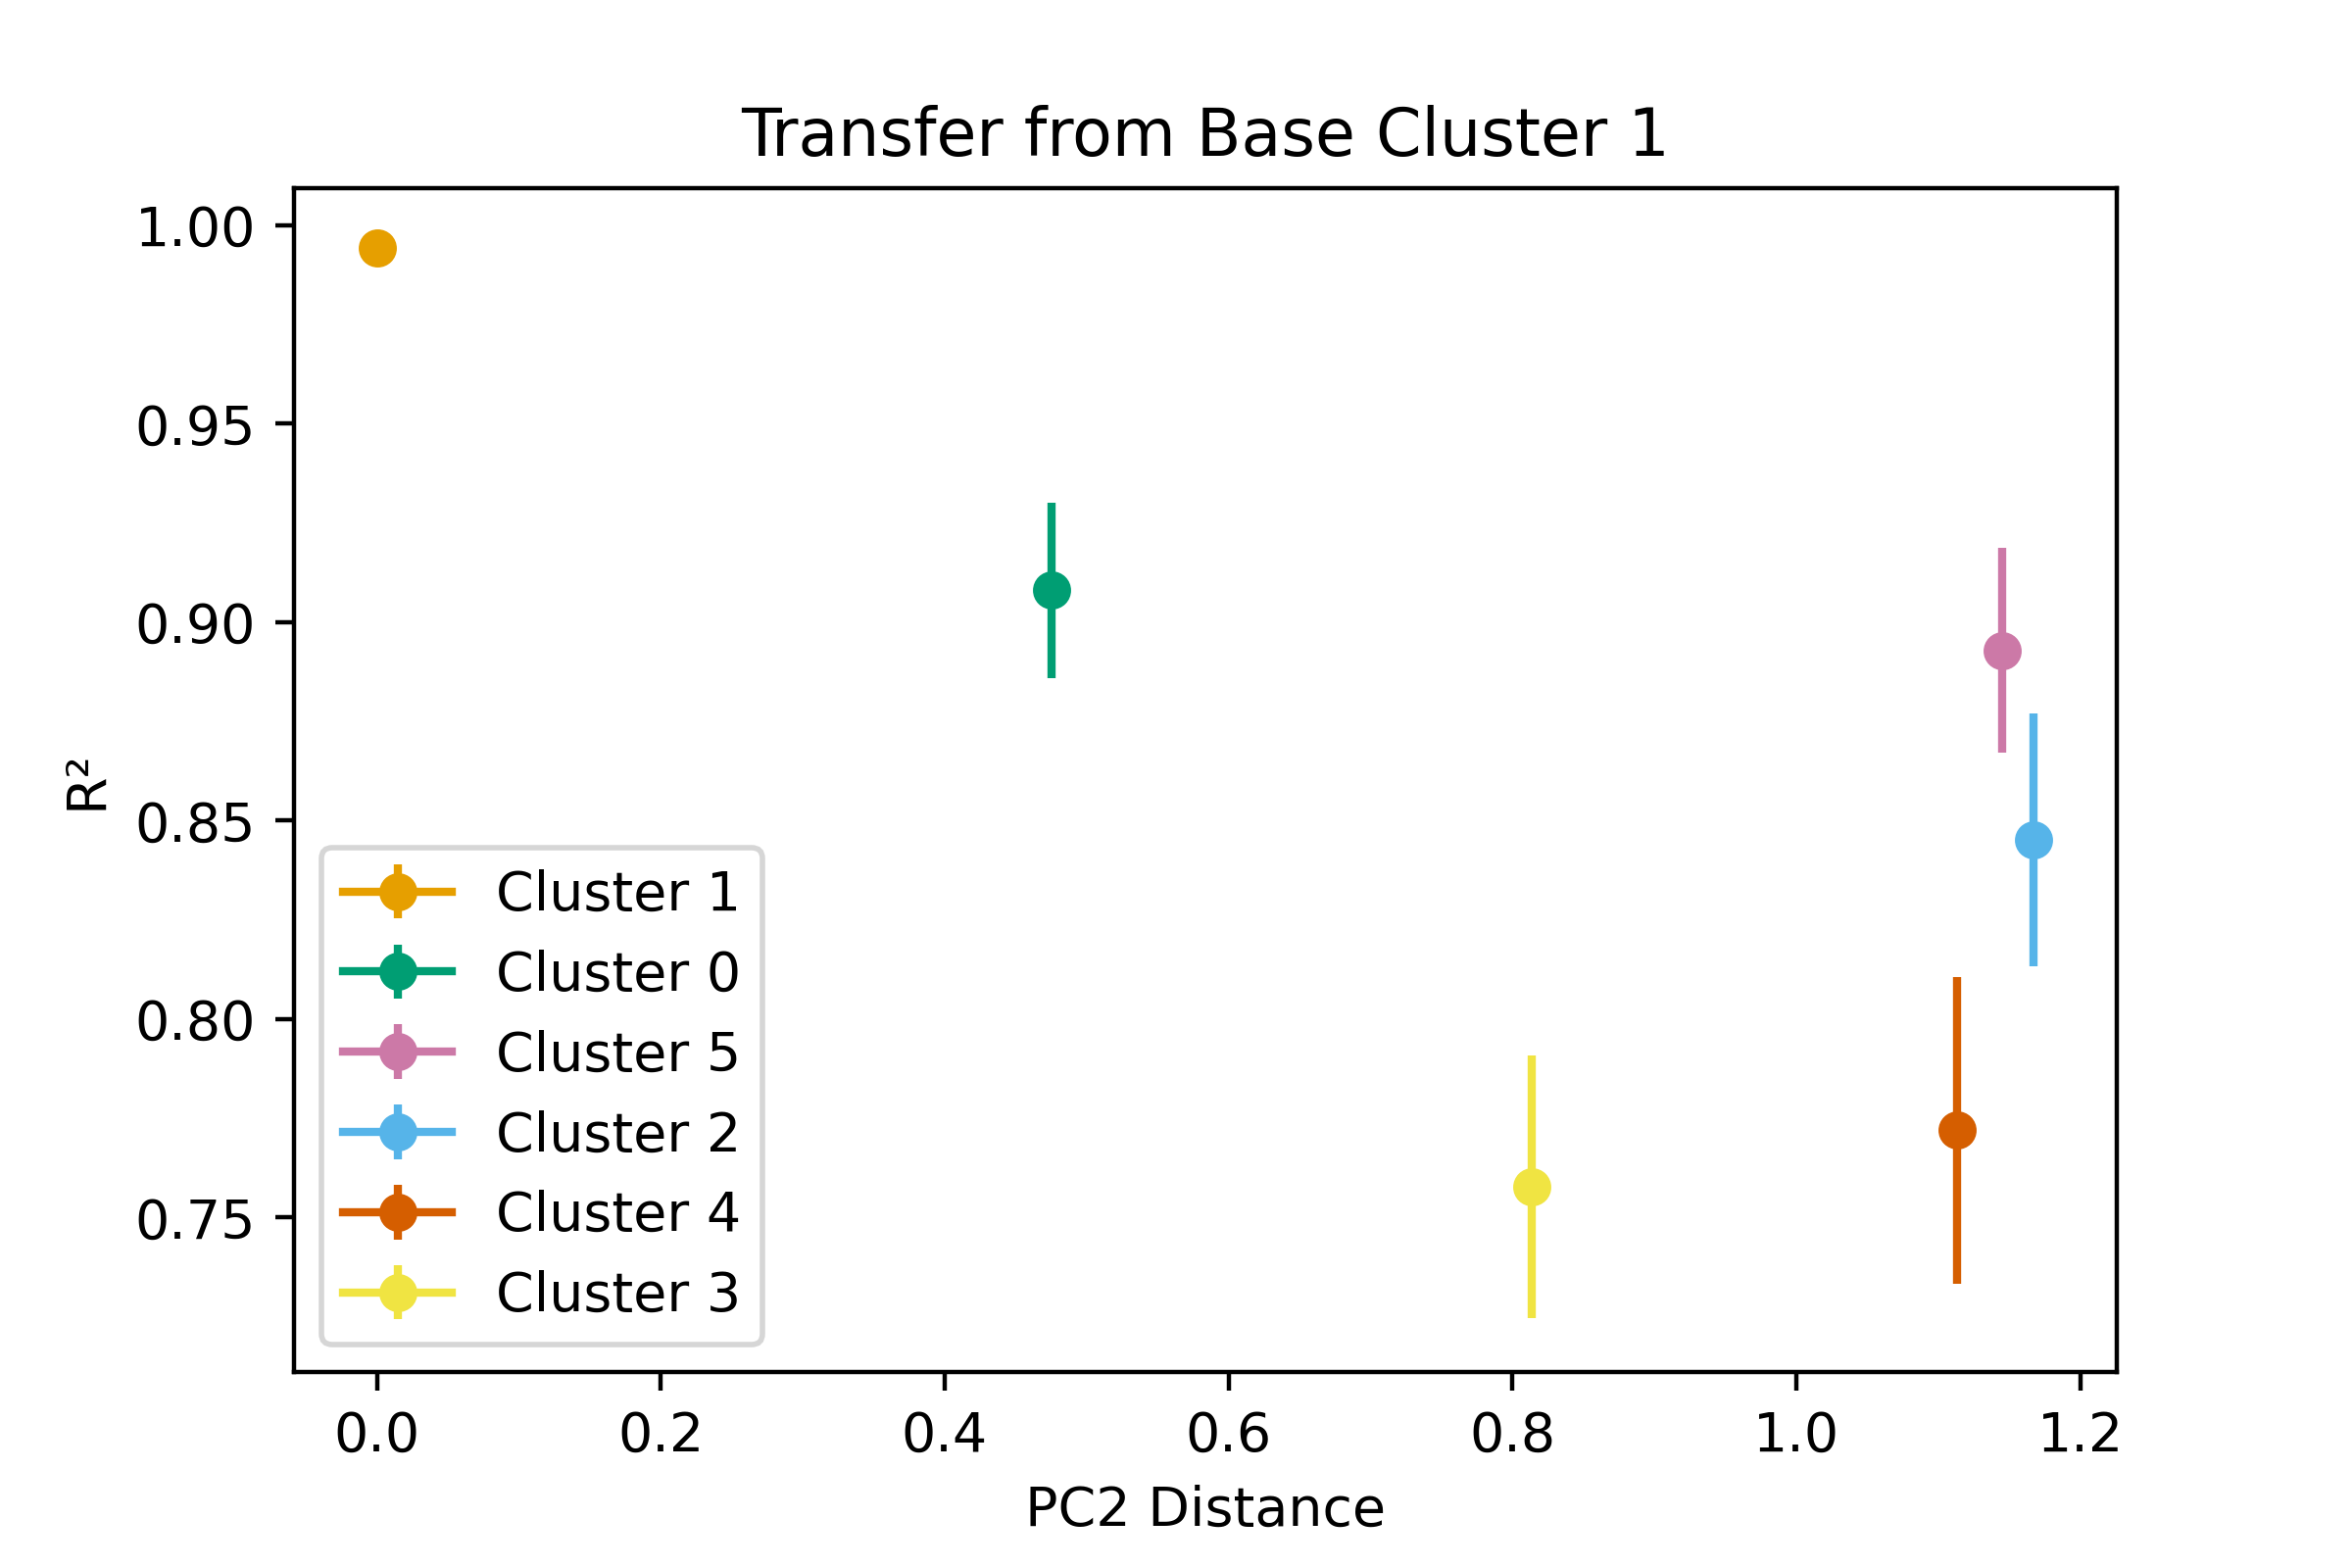 Transfer from Base Cluster 1
R²
1.00
0.95
0.90
0.85
0.80
0.75
Cluster 1
Cluster 0
Cluster 5
Cluster 2
Cluster 4
Cluster 3
0.0 0.2 0.4 0.6 0.8 1.0 1.2
PC2 Distance